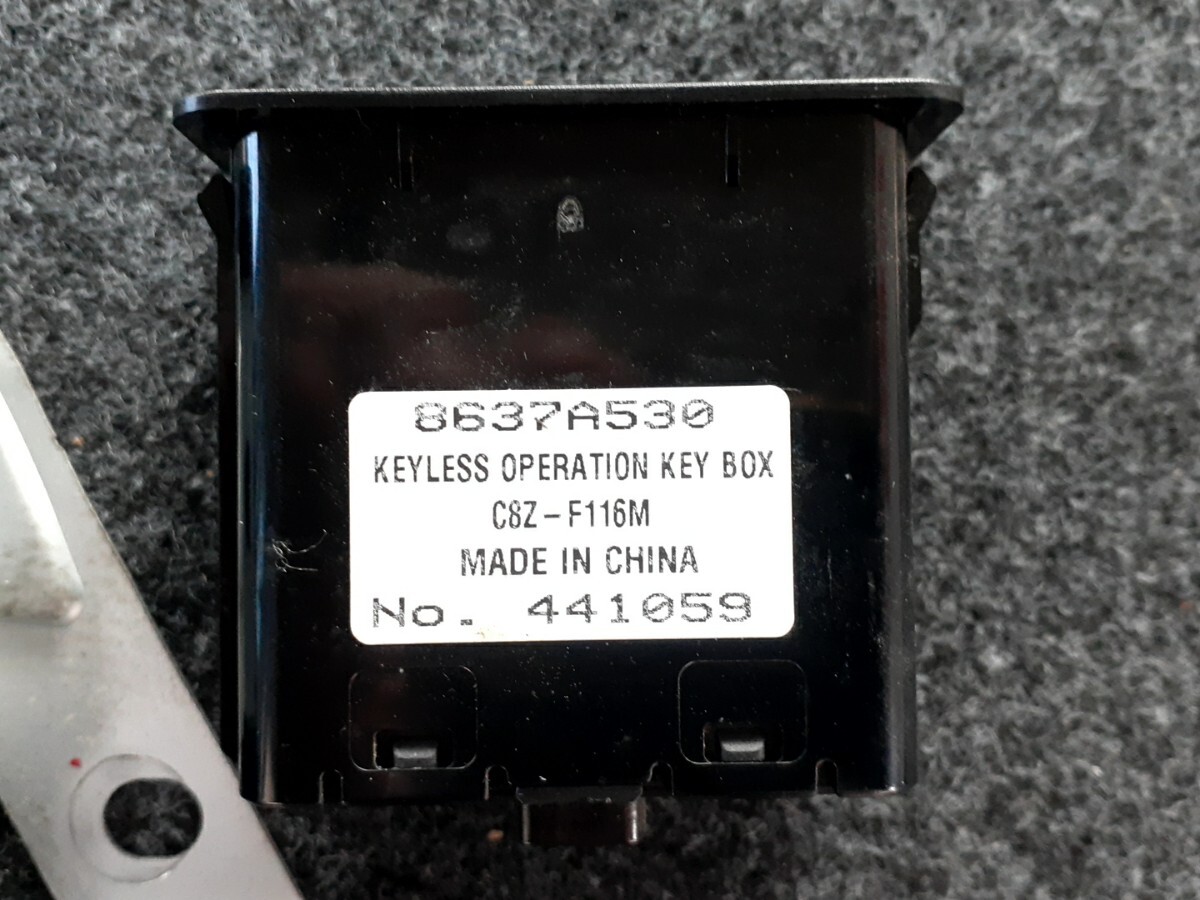 8637A530
KEYLESS OPERATION KEY BOX
C8Z-F116M
MADE IN CHINA
No. 441059